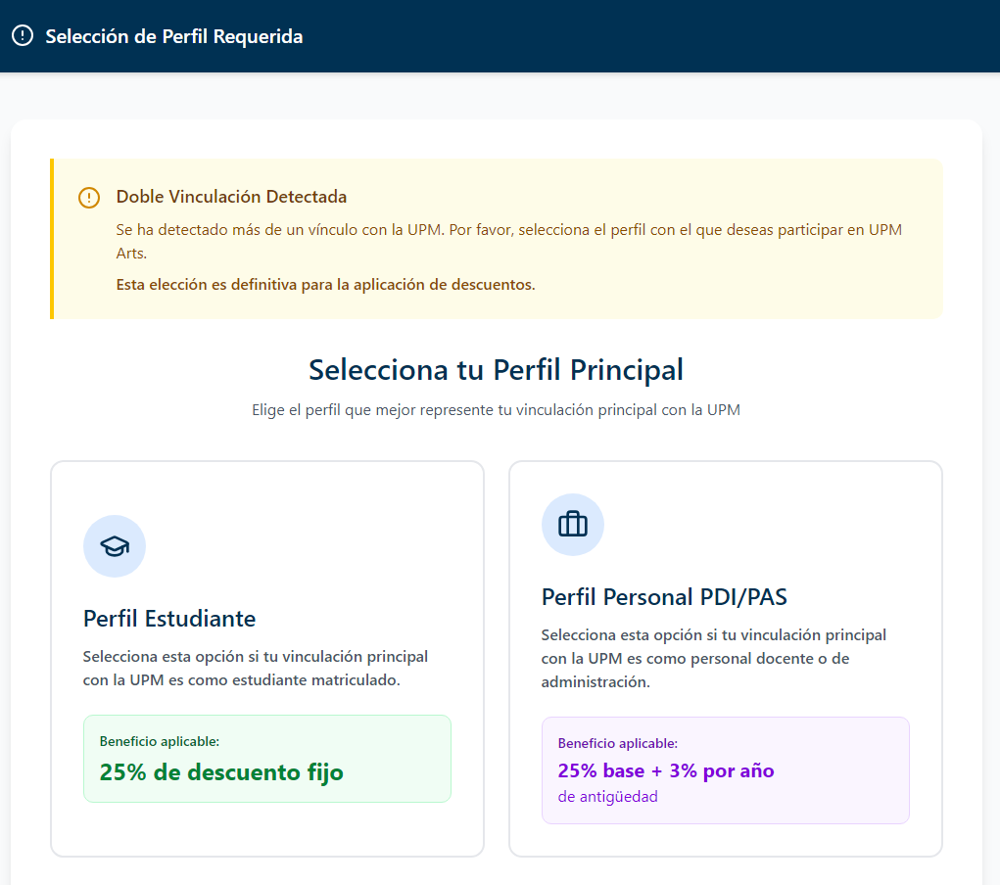 Selección de Perfil Requerida
Doble Vinculación Detectada
Se ha detectado más de un vínculo con la UPM. Por favor, selecciona el perfil con el que deseas participar en UPM
Arts.
Esta elección es definitiva para la aplicación de descuentos.
Selecciona tu Perfil Principal
Elige el perfil que mejor represente tu vinculación principal con la UPM
Perfil Estudiante
Selecciona esta opción si tu vinculación principal
con la UPM es como estudiante matriculado.
Beneficio aplicable:
25% de descuento fijo
Perfil Personal PDI/PAS
Selecciona esta opción si tu vinculación principal
con la UPM es como personal docente o de
administración.
Beneficio aplicable:
25% base + 3% por año
de antigüedad